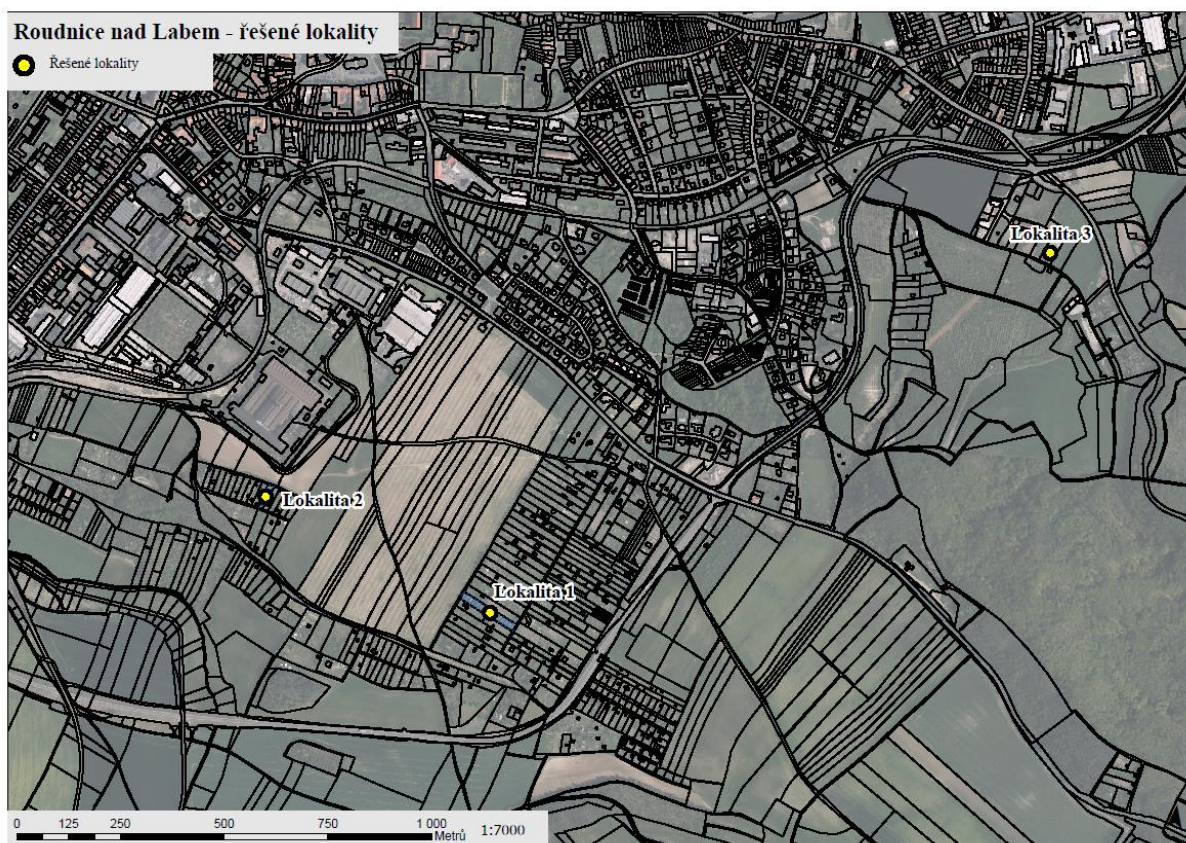 Roudnice nad Labem - řešené lokality
Řešené lokality
Lokalita 3
Lokalita 2
Lokalita 1
0 125 250 500 750 1 000
Metrů
1:7000